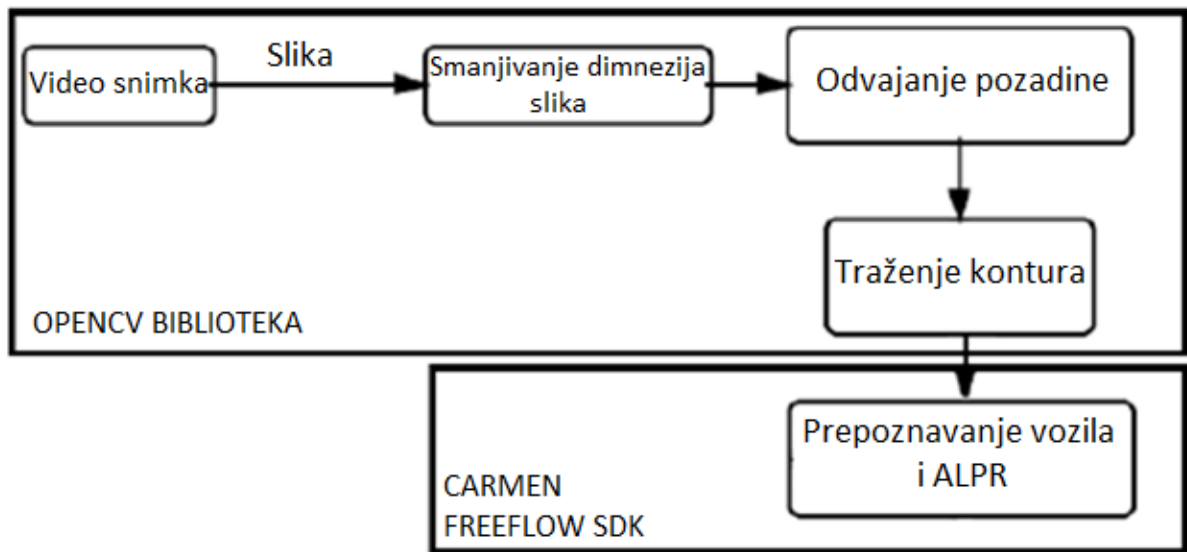 Video snimka
Slika
Smanjivanje dimnezija
slika
Odvajanje pozadine
Traženje kontura
OPENCV BIBLIOTEKA
Prepoznavanje vozila
i ALPR
CARMEN
FREEFLOW SDK